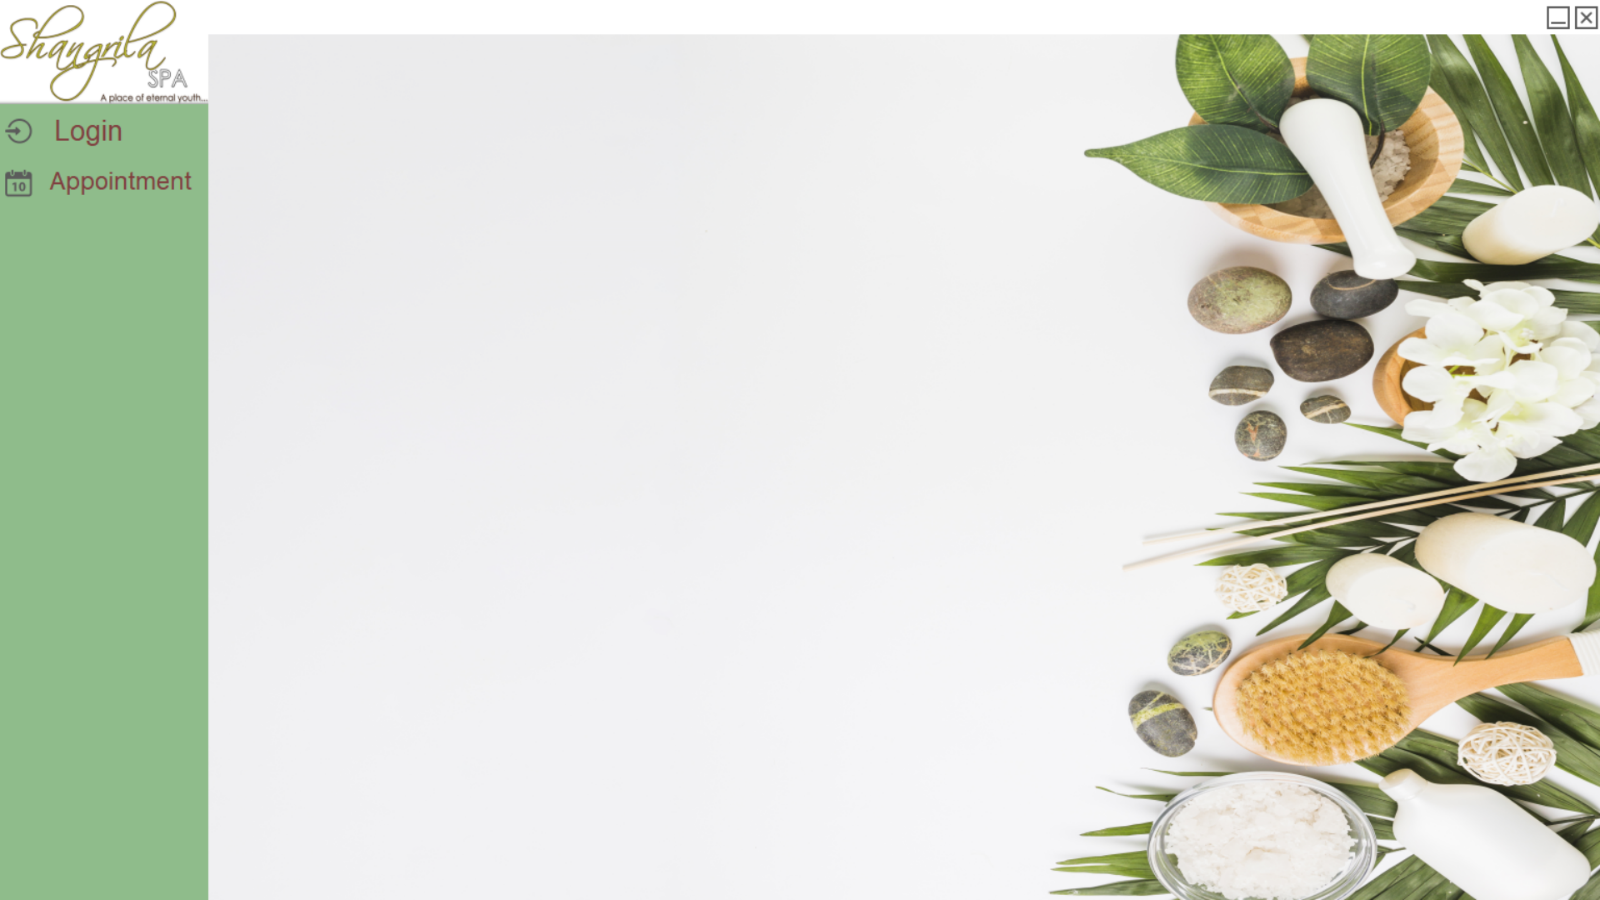 Shangrila
SPA
A place of eternal youth...
Login
10 Appointment